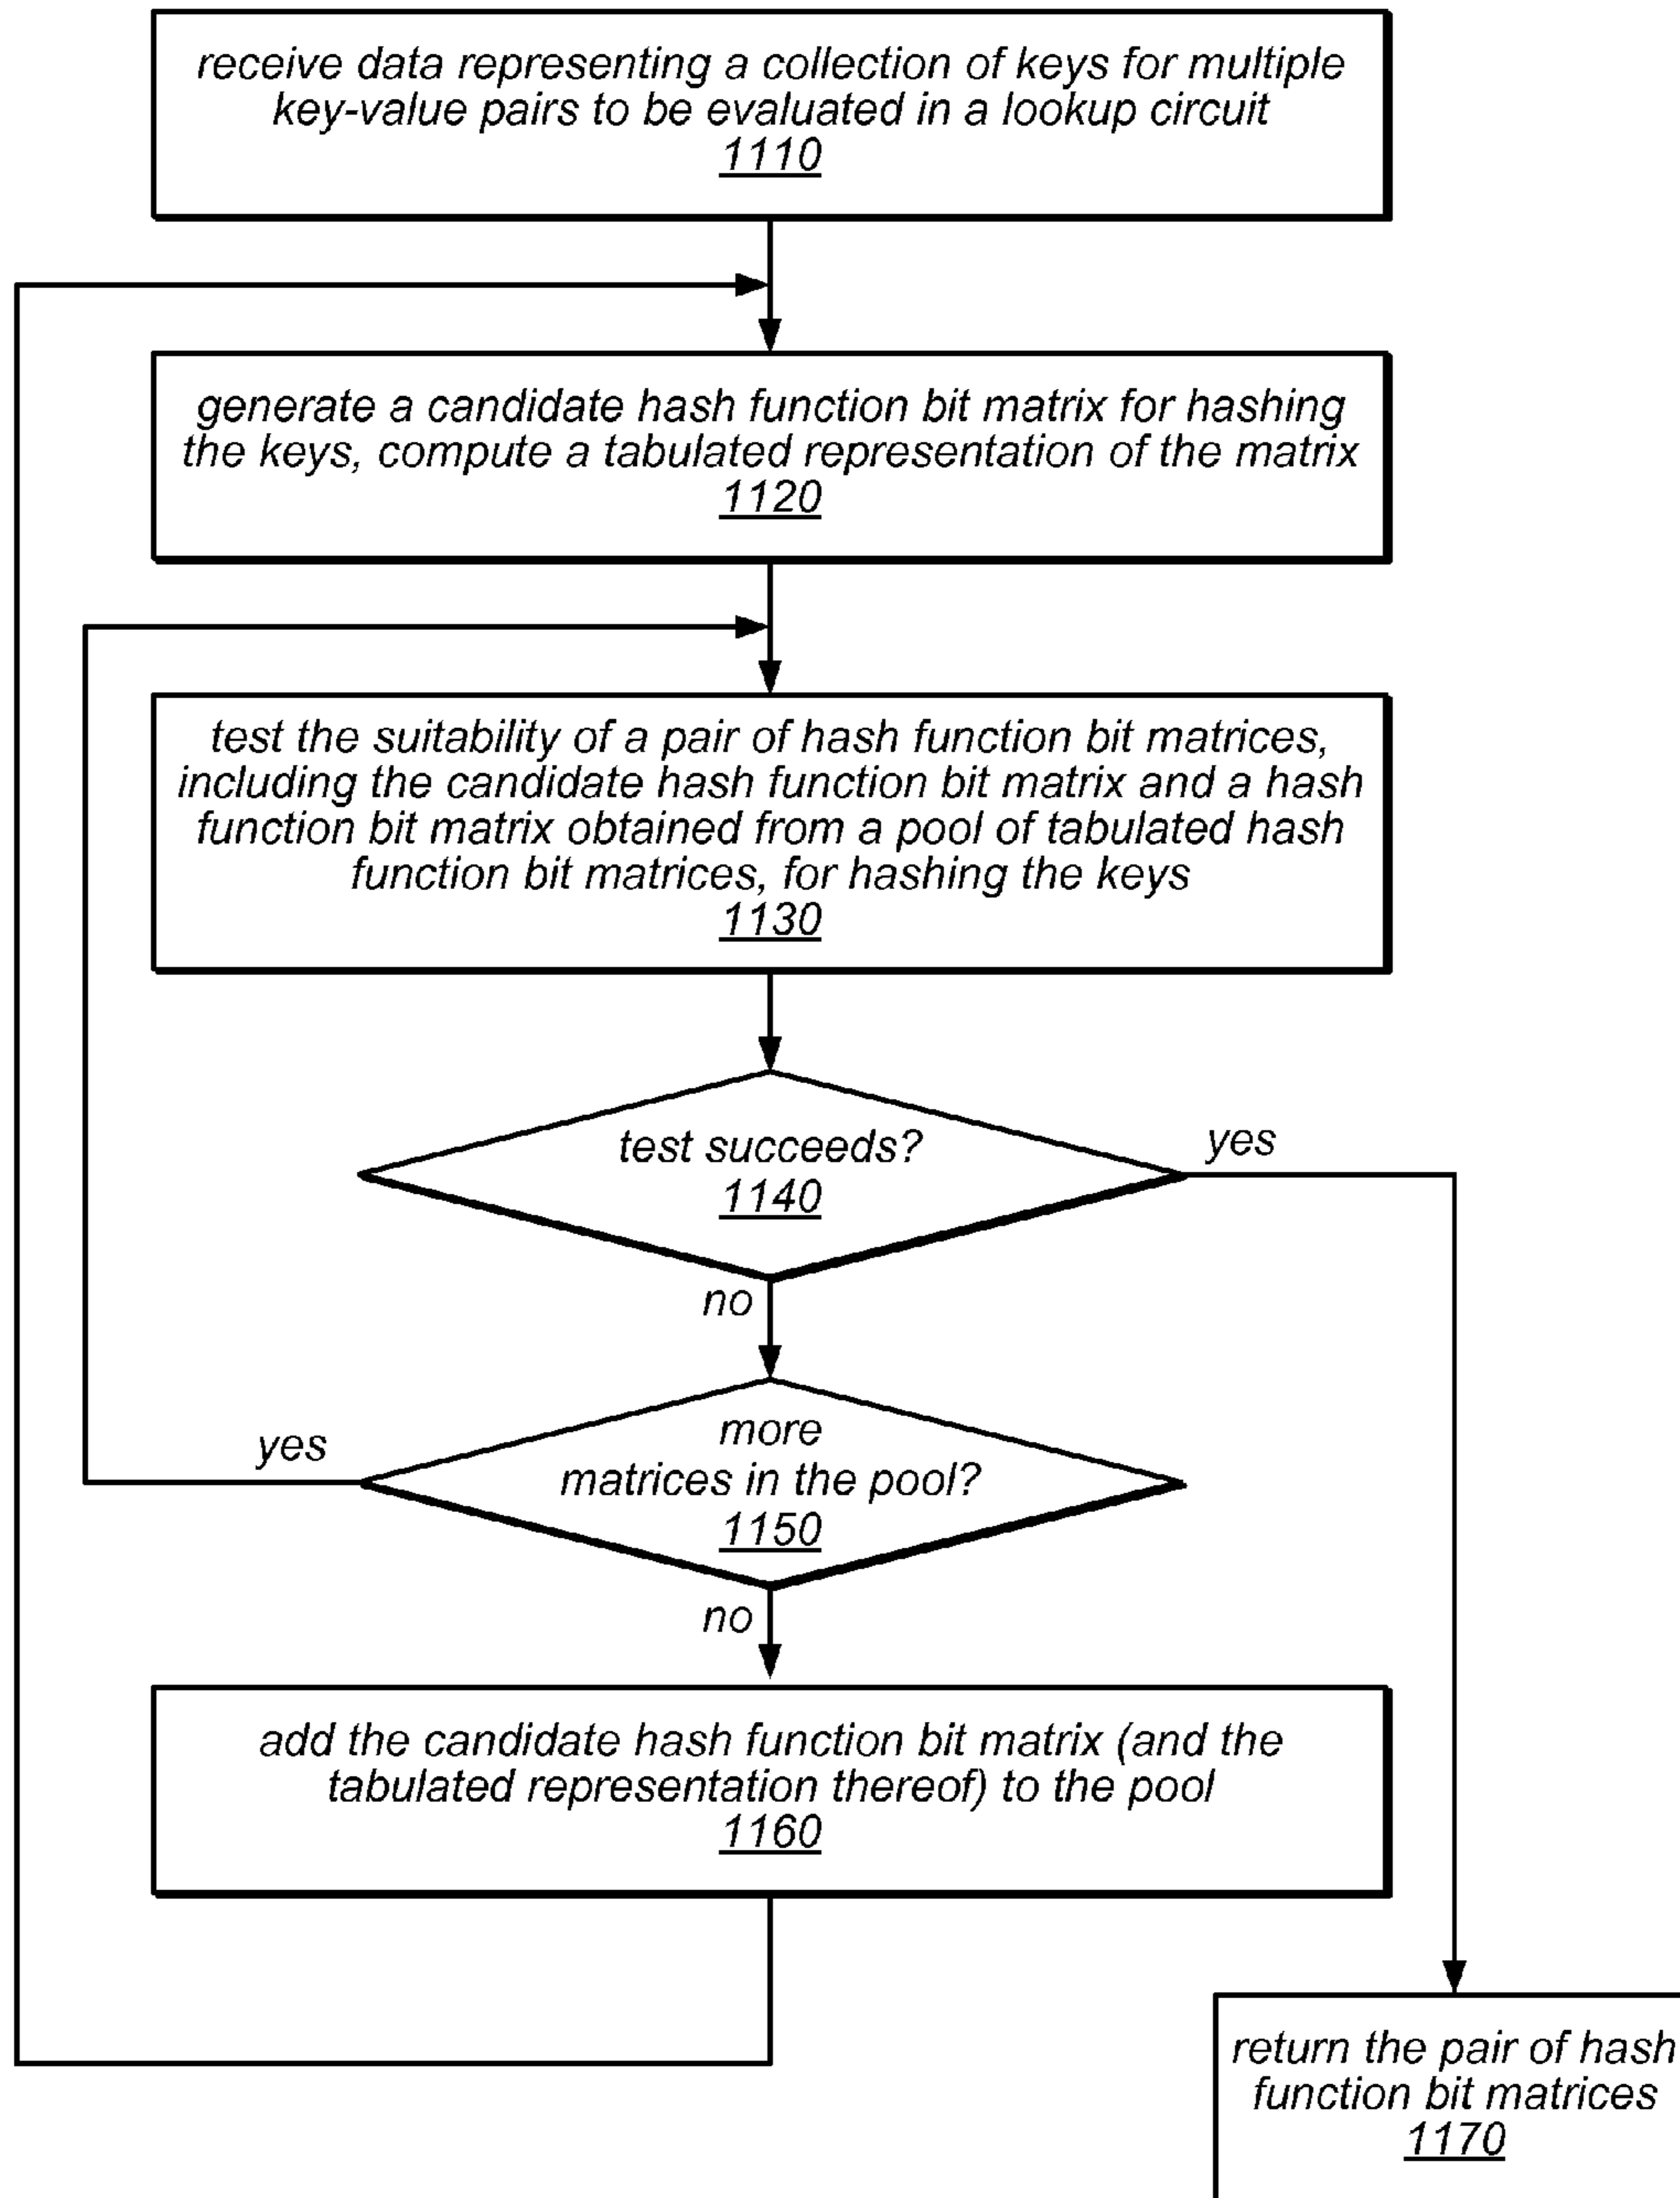 receive data representing a collection of keys for multiple
key-value pairs to be evaluated in a lookup circuit
1110
generate a candidate hash function bit matrix for hashing
the keys, compute a tabulated representation of the matrix
1120
test the suitability of a pair of hash function bit matrices,
including the candidate hash function bit matrix and a hash
function bit matrix obtained from a pool of tabulated hash
function bit matrices, for hashing the keys
1130
test succeeds?
1140
yes
no
more
matrices in the pool?
1150
yes
no
add the candidate hash function bit matrix (and the
tabulated representation thereof) to the pool
1160
return the pair of hash
function bit matrices
1170